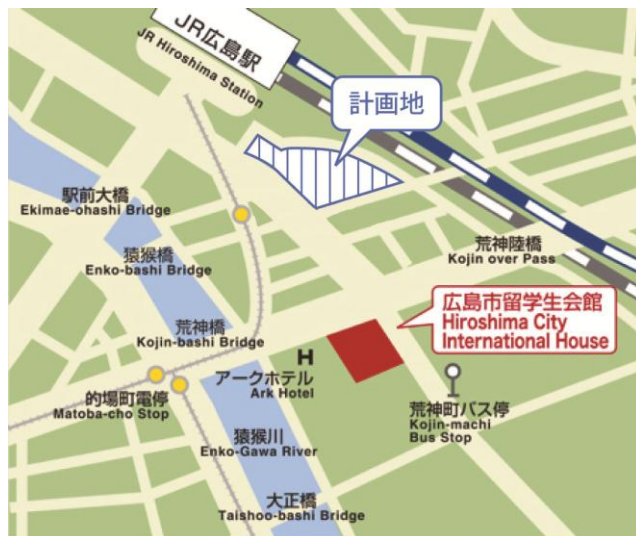 JR広島駅
JR Hiroshima Station
計画地
駅前大橋
Ekimae-ohashi Bridge
猿猴橋
Enko-bashi Bridge
荒神陸橋
Kojin over Pass
荒神橋
Kojin-bashi Bridge
広島市留学生会館
Hiroshima City
International House
H
アークホテル
Ark Hotel
的場町電停
Matoba-cho Stop
荒神町バス停
Kojin-machi
Bus Stop
猿猴川
Enko-Gawa River
大正橋
Taishoo-bashi Bridge